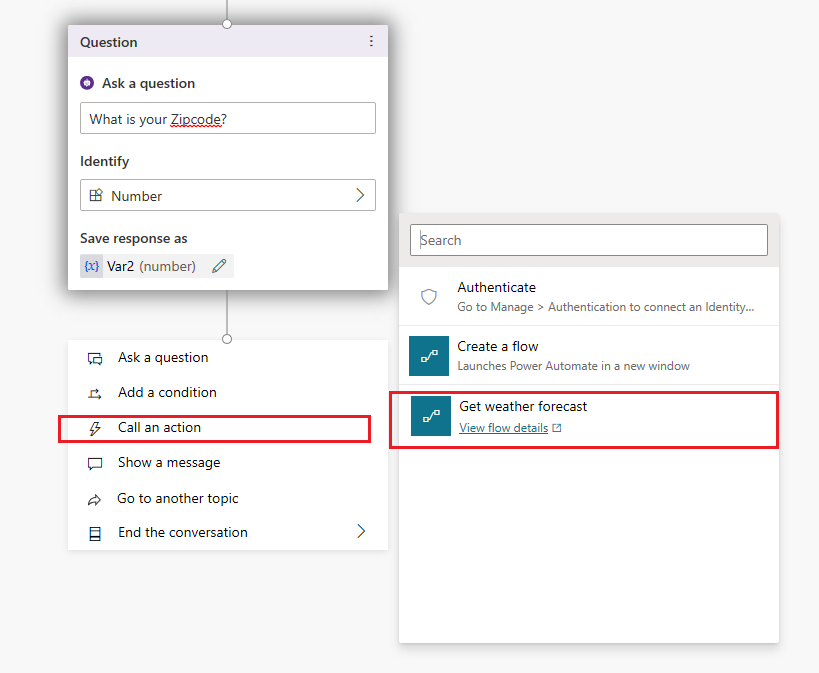 Question
Ask a question
What is your Zipcode?
Identify
Number
Save response as
{x} Var2 (number)
Ask a question
Add a condition
Call an action
Show a message
Go to another topic
End the conversation
Search
Authenticate
Go to Manage > Authentication to connect an Identity...
Create a flow
Launches Power Automate in a new window
Get weather forecast
View flow details